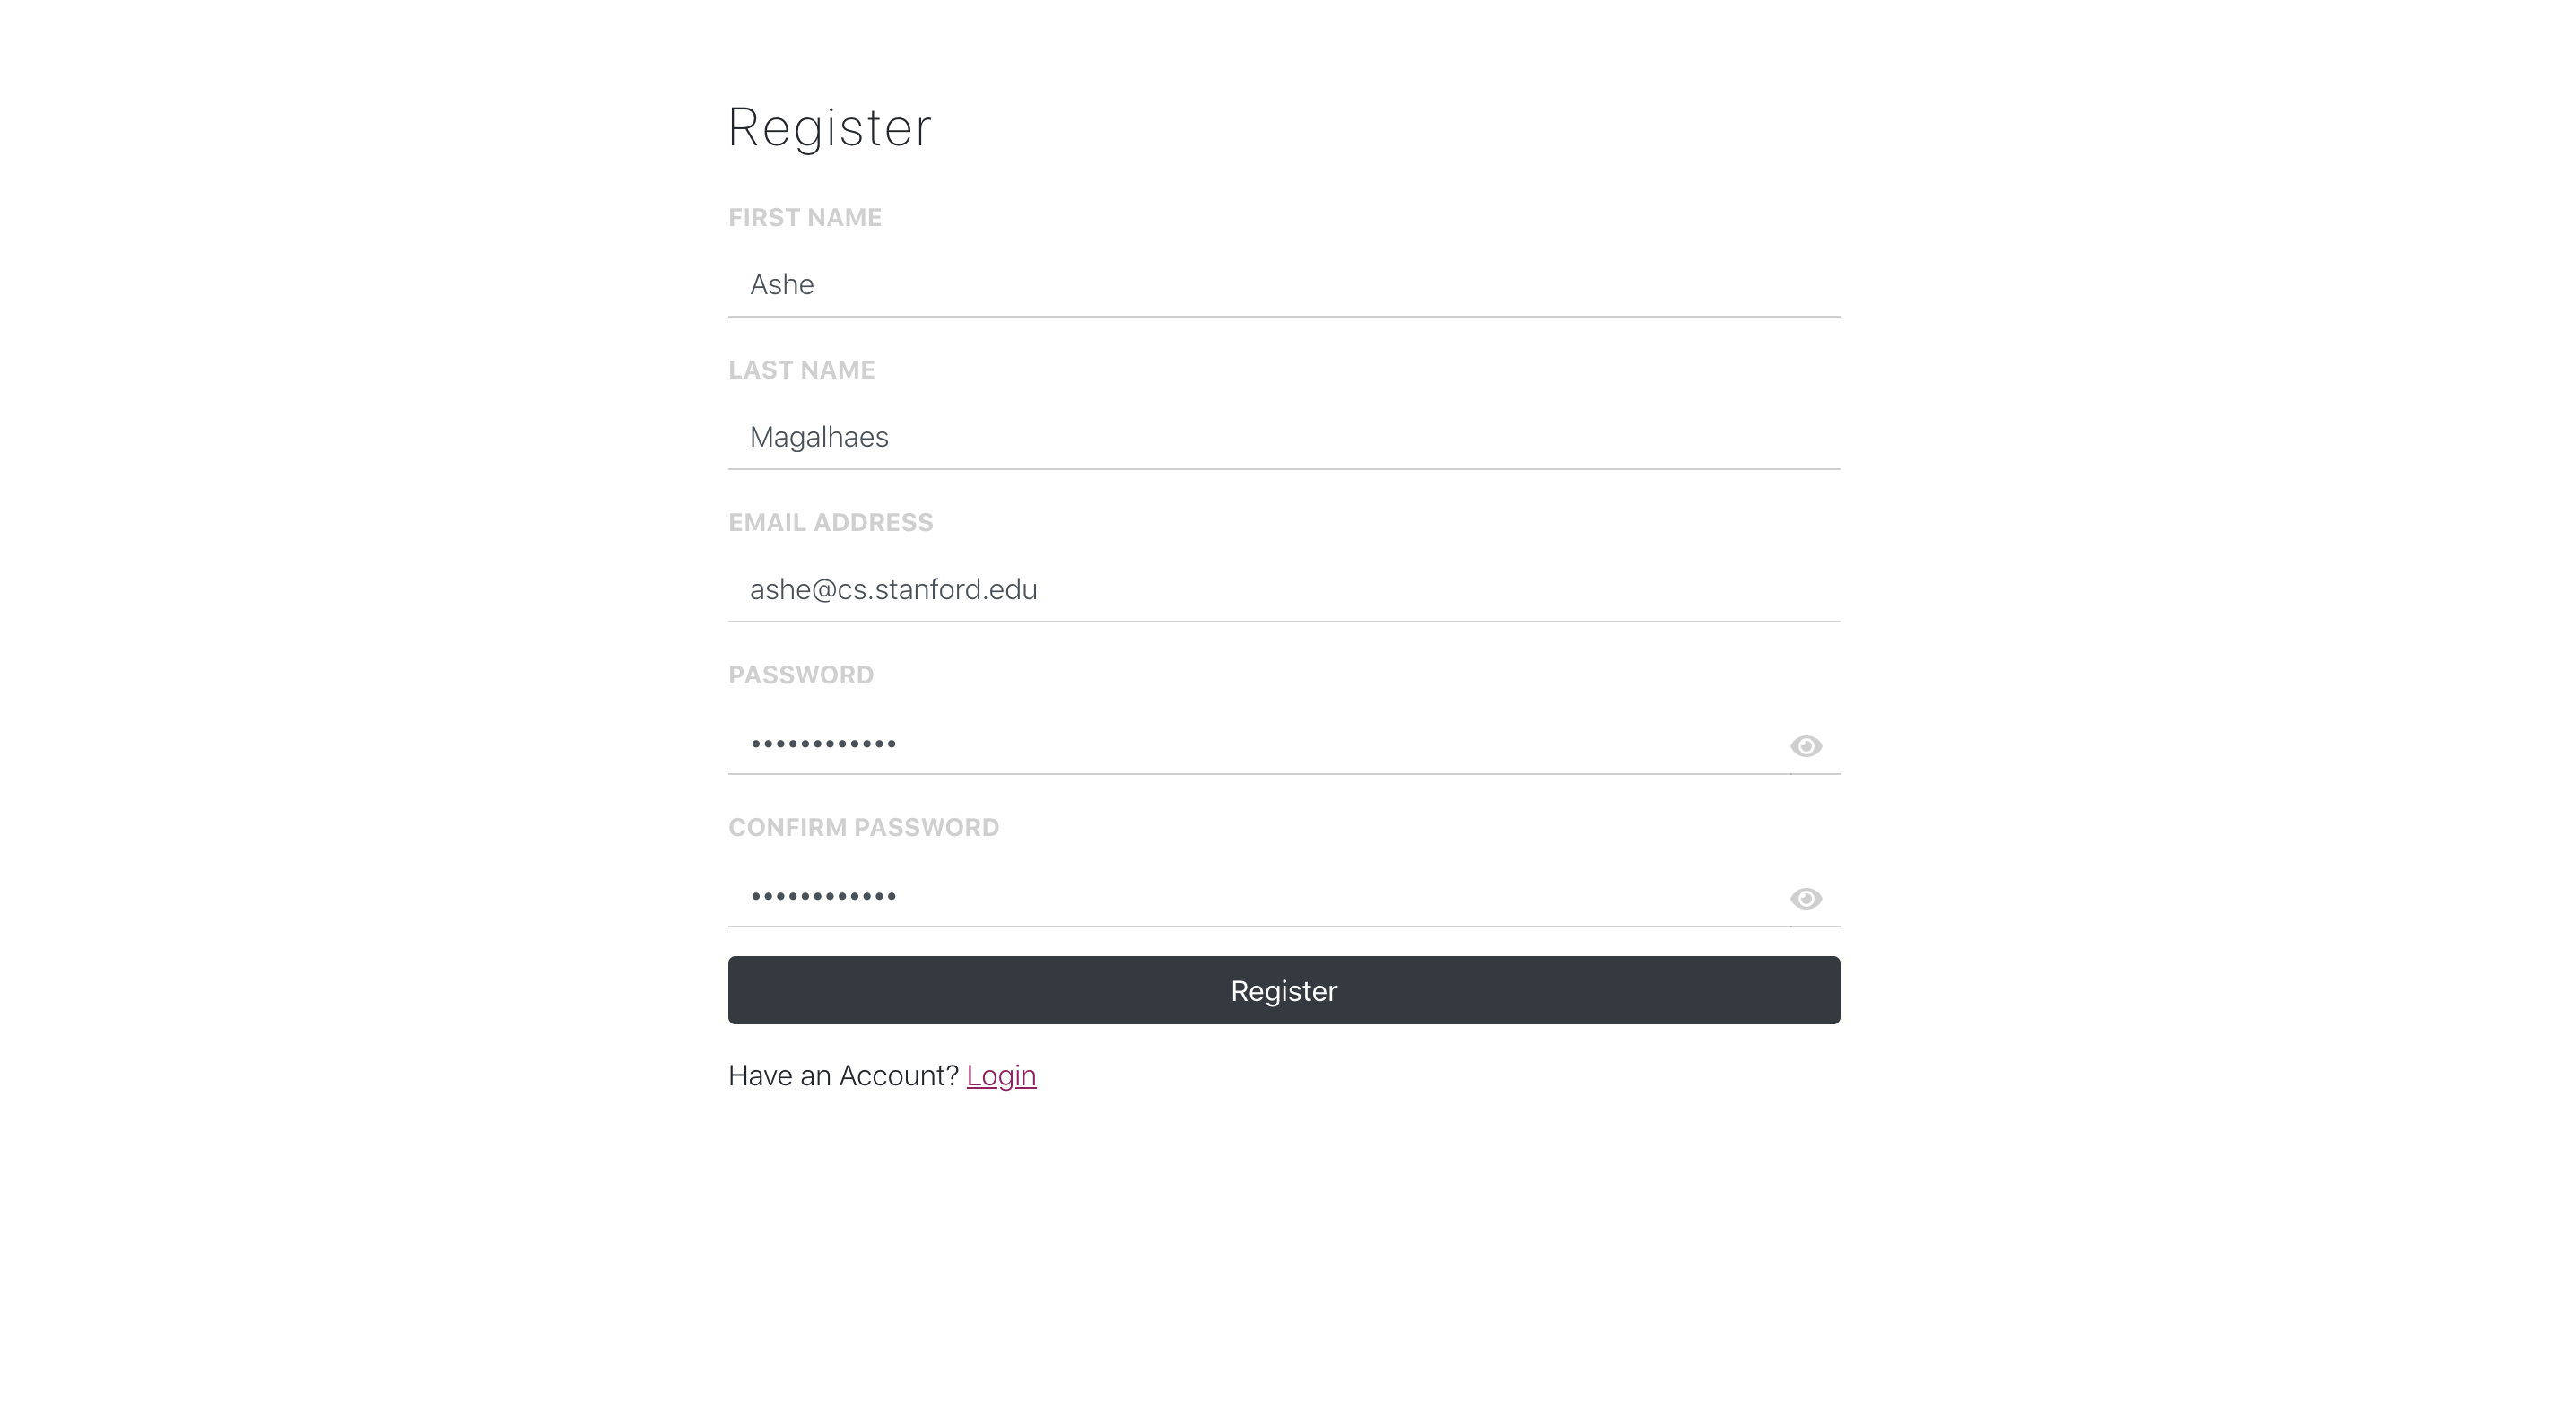 Register
FIRST NAME
Ashe
LAST NAME
Magalhaes
EMAIL ADDRESS
ashe@cs.stanford.edu
PASSWORD
••••••••••••
CONFIRM PASSWORD
••••••••••••
Register
Have an Account? Login